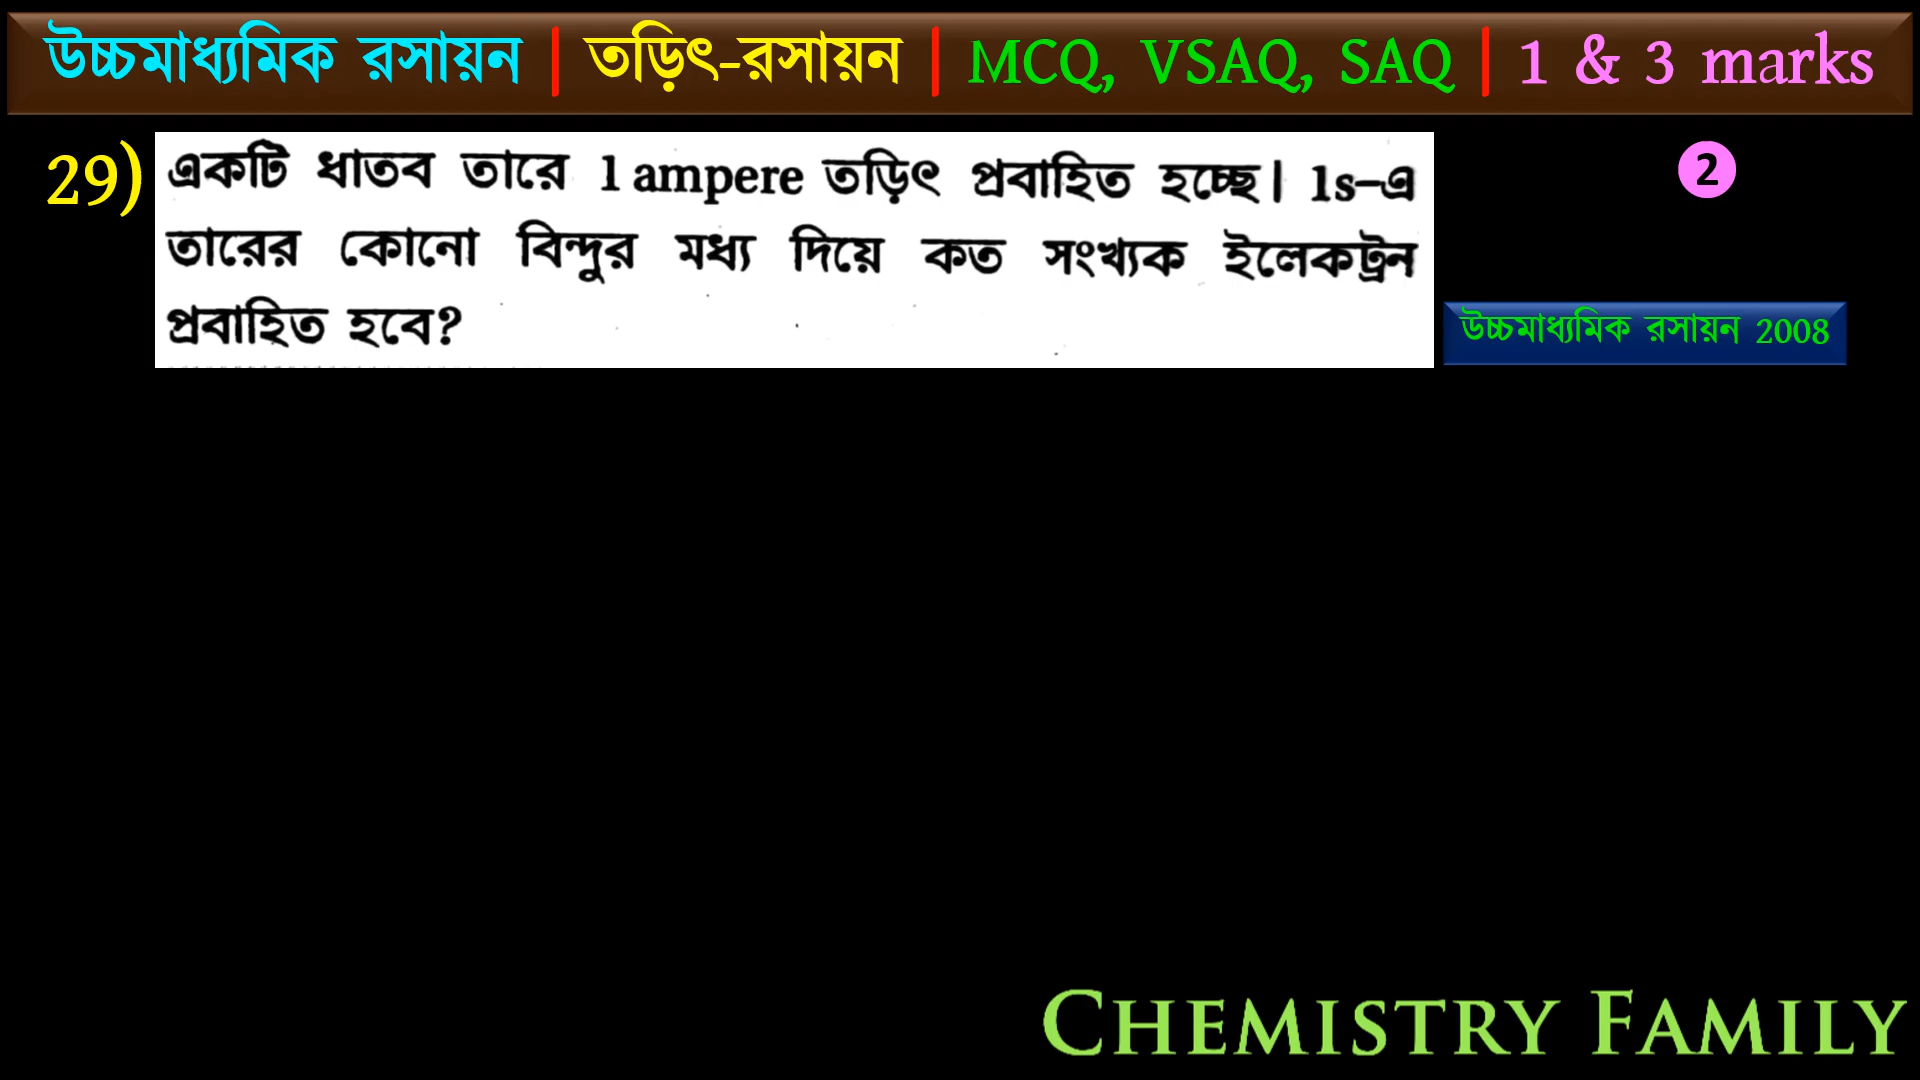 উচ্চমাধ্যমিক রসায়ন | তড়িৎ-রসায়ন | MCQ, VSAQ, SAQ | 1 & 3 marks
29) একটি ধাতব তারে 1 ampere তড়িৎ প্রবাহিত হচ্ছে। 1s–এ 2
তারের কোনো বিন্দুর মধ্য দিয়ে কত সংখ্যক ইলেকট্রন
প্রবাহিত হবে?
উচ্চমাধ্যমিক রসায়ন 2008
CHEMISTRY FAMILY